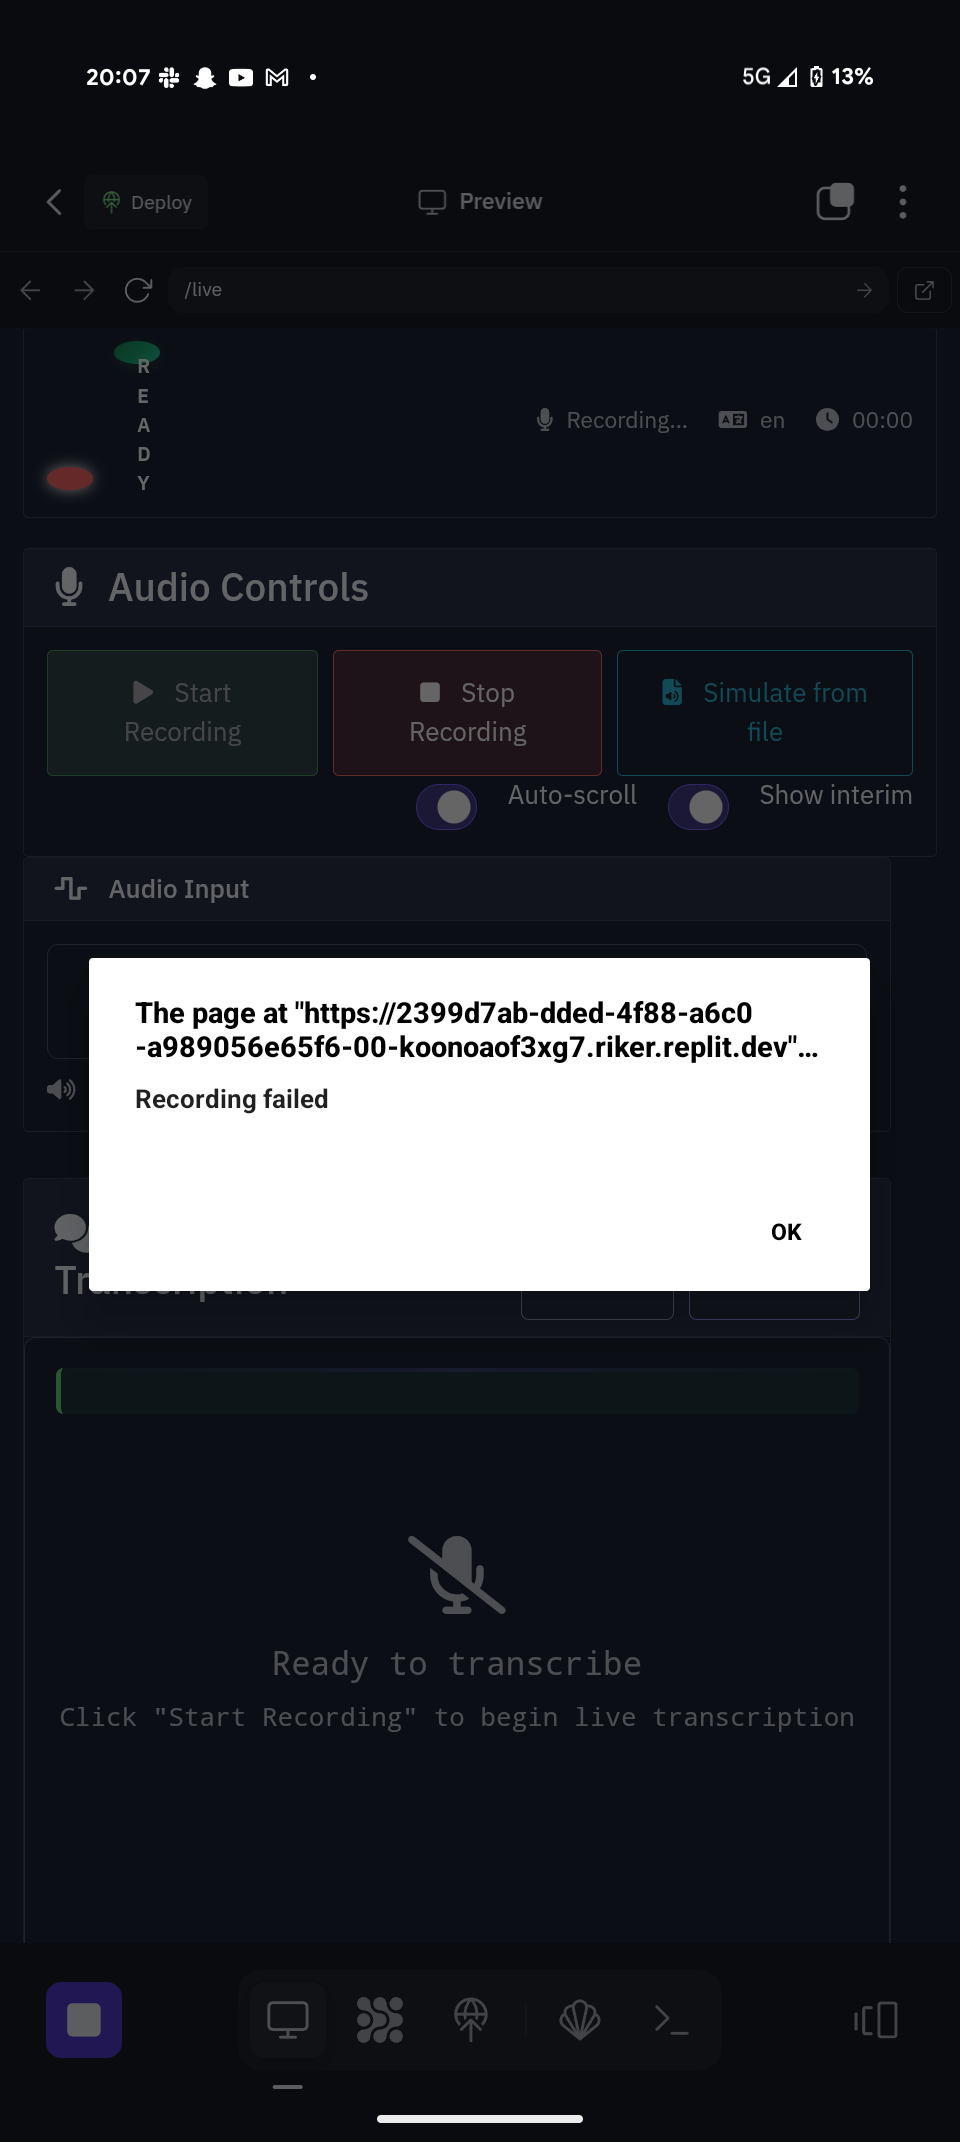 20:07
5G 13%
Deploy
Preview
/live
R
E
A
D
Y
Recording... en 00:00
Audio Controls
Start
Recording
Stop
Recording
Simulate from
file
Auto-scroll Show interim
Audio Input
The page at "https://2399d7ab-dded-4f88-a6c0
-a989056e65f6-00-koonoaof3xg7.riker.replit.dev"...
Recording failed
OK
Transcription
Ready to transcribe
Click "Start Recording" to begin live transcription